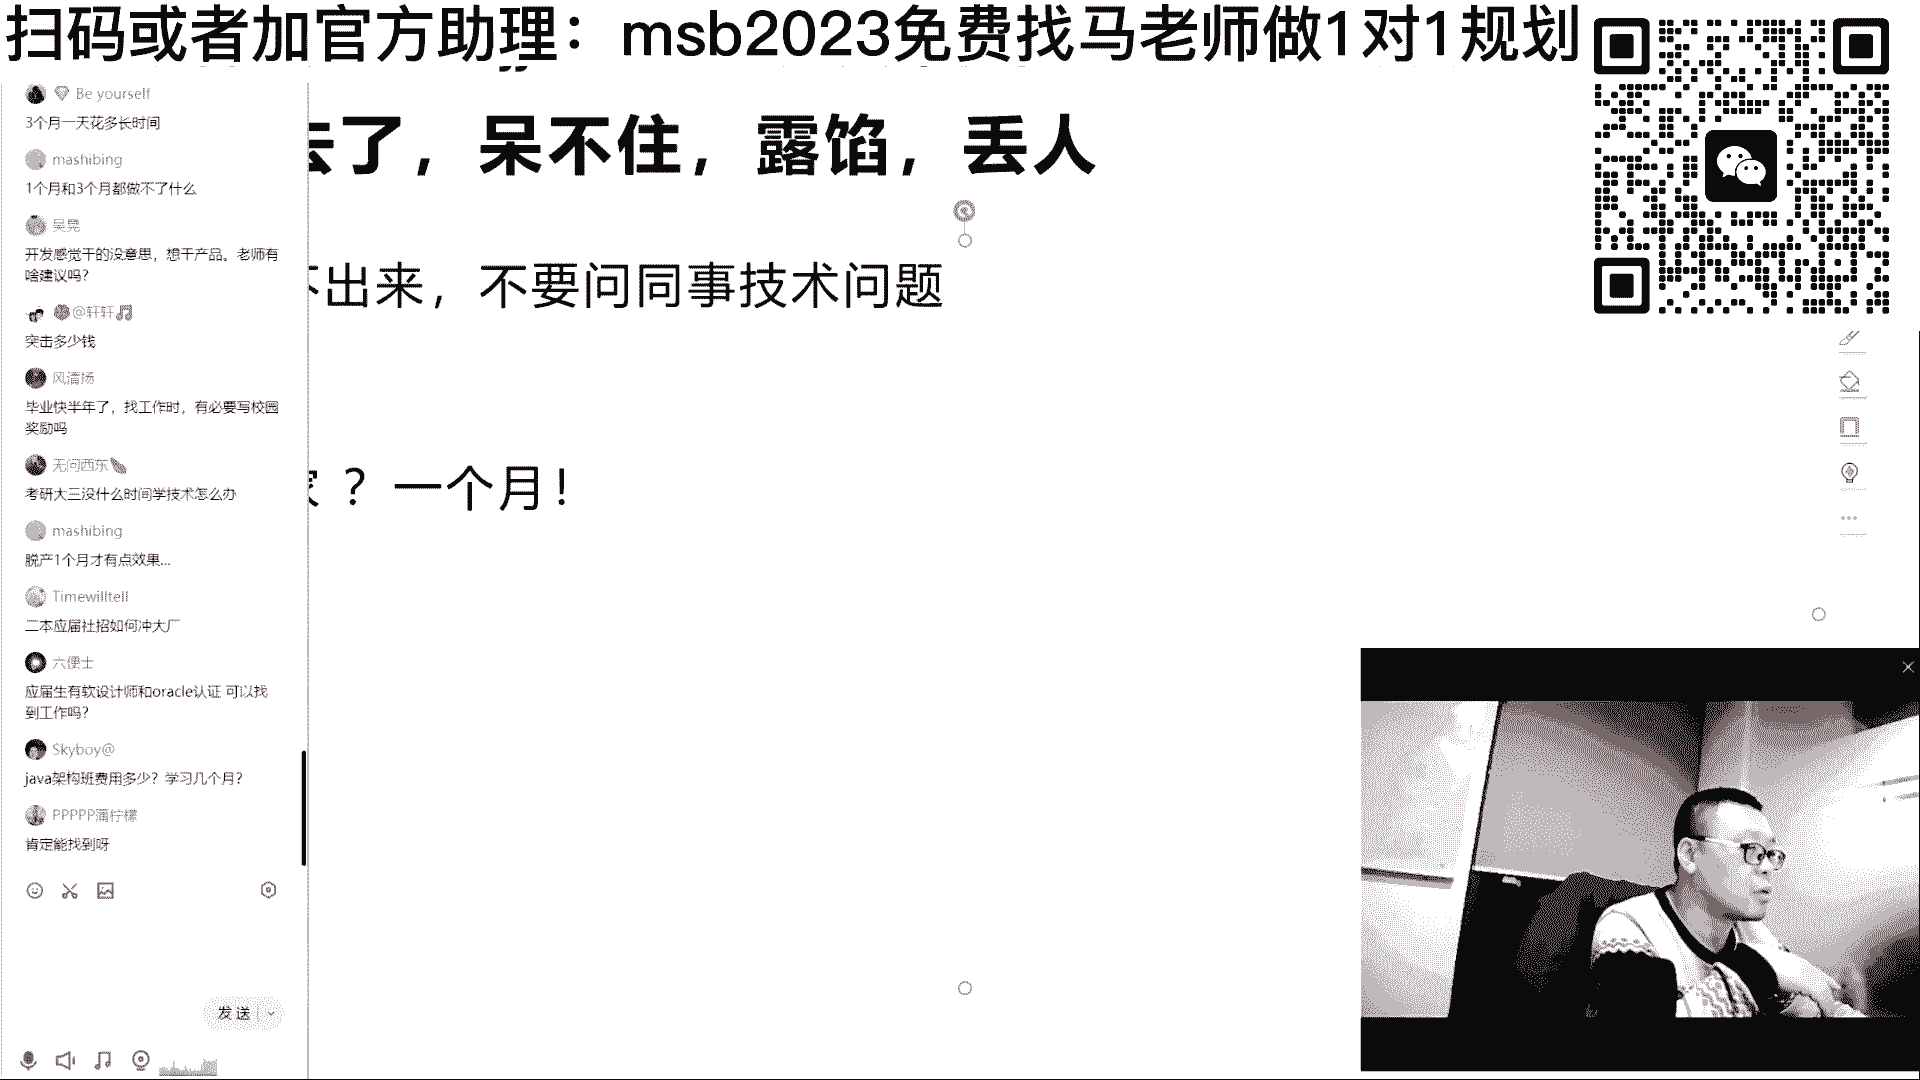 扫码或者加官方助理：msb2023免费找马老师做1对1规划
Be yourself
3个月一天花多长时间
mashibing
1个月和3个月都做不了什么
吴晃
开发感觉干的没意思，想干产品。老师有
啥建议吗？
@轩轩
突击多少钱
风清扬
毕业快半年了，找工作时，有必要写校园
奖励吗
无问西东
考研大三没什么时间学技术怎么办
mashibing
脱产1个月才有点效果...
Timewilltell
二本应届社招如何冲大厂
六便士
应届生有软设计师和oracle认证 可以找
到工作吗？
Skyboy@
java架构班费用多少？学习几个月？
PPPPP蒲柠檬
肯定能找到呀
发送
去了，呆不住，露馅，丢人
不出来，不要问同事技术问题
？一个月！